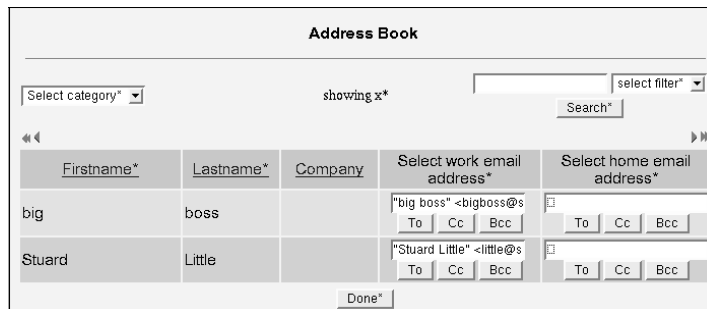 Address Book
select filter*
Select category* showing x*
Search*
Firstname* Lastname* Company Select work email address* Select home email address*
"big boss" <bigboss@s
big boss
To Cc Bcc To Cc Bcc
"Stuard Little" <little@s
Stuard Little
To Cc Bcc To Cc Bcc
Done*